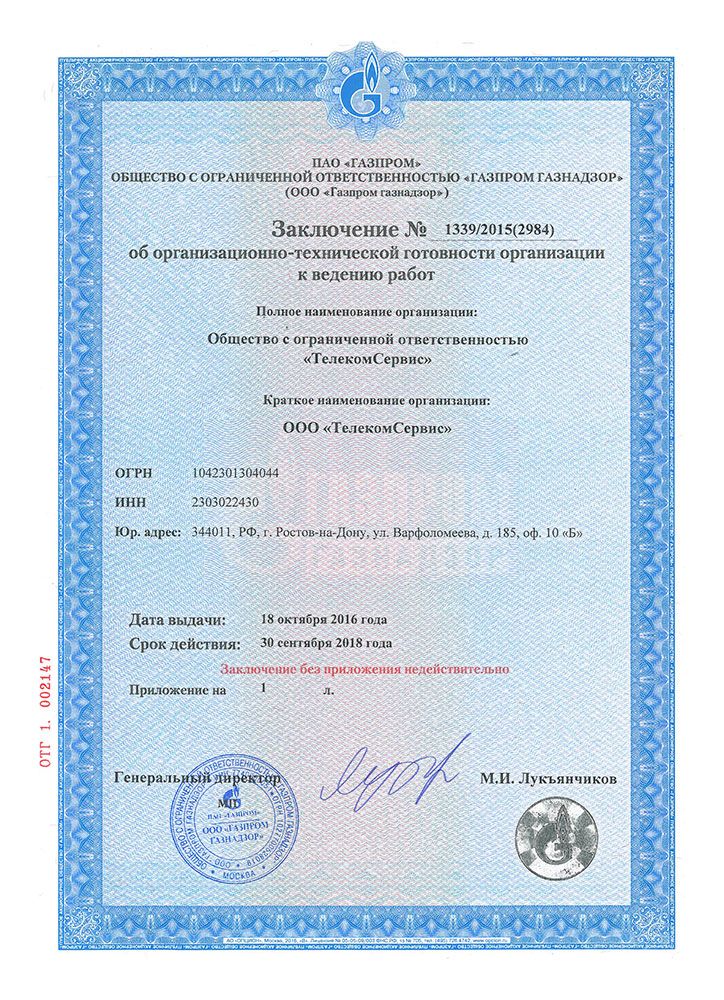 ПАО «ГАЗПРОМ»
ОБЩЕСТВО С ОГРАНИЧЕННОЙ ОТВЕТСТВЕННОСТЬЮ «ГАЗПРОМ ГАЗНАДЗОР»
(ООО «Газпром газнадзор»)
Заключение № 1339/2015(2984)
об организационно-технической готовности организации
к ведению работ
Полное наименование организации:
Общество с ограниченной ответственностью
«ТелекомСервис»
Краткое наименование организации:
ООО «ТелекомСервис»
ОГРН 1042301304044
ИНН 2303022430
Юр. адрес: 344011, РФ, г. Ростов-на-Дону, ул. Варфоломеева, д. 185, оф. 10 «Б»
Дата выдачи: 18 октября 2016 года
Срок действия: 30 сентября 2018 года
Заключение без приложения недействительно
Приложение на 1 л.
ОТГ 1. 002147
Генеральный директор М.И. Лукъянчиков
МП
ПАО «ГАЗПРОМ»
ООО «ГАЗПРОМ
ГАЗНАДЗОР»
МОСКВА